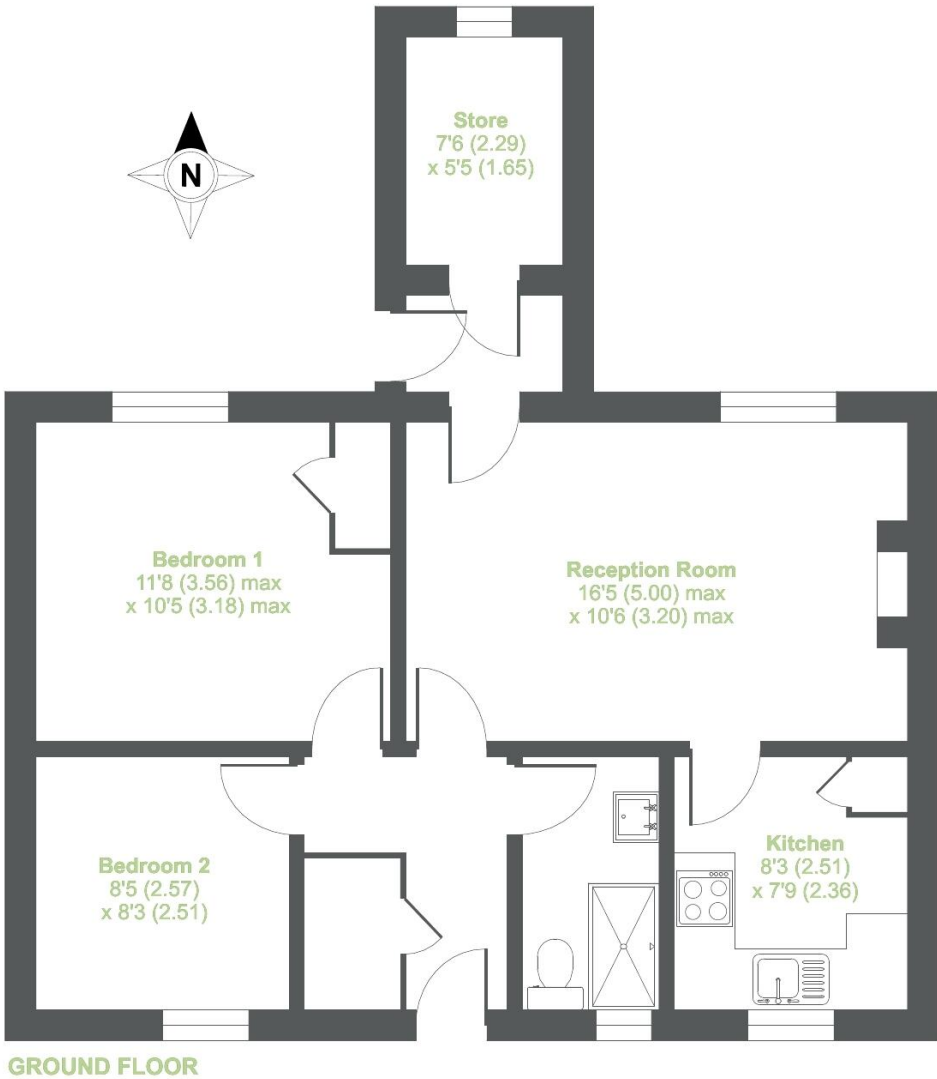 Store
7'6 (2.29)
x 5'5 (1.65)
N
Bedroom 1
11'8 (3.56) max
x 10'5 (3.18) max
Reception Room
16'5 (5.00) max
x 10'6 (3.20) max
Bedroom 2
8'5 (2.57)
x 8'3 (2.51)
Kitchen
8'3 (2.51)
x 7'9 (2.36)
GROUND FLOOR